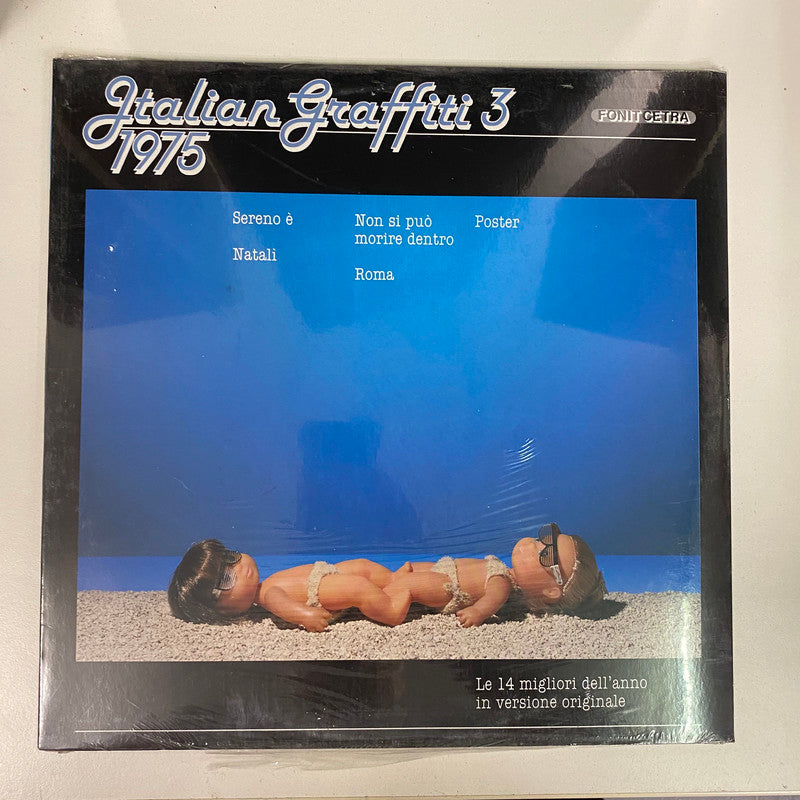 Italian Graffiti 3
1975
FONIT CETRA
Sereno è
Natalì
Non si può
morire dentro
Roma
Poster
Le 14 migliori dell'anno
in versione originale